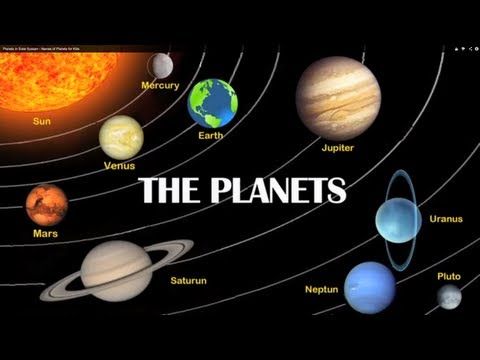 Planets in Solar System - Names of Planets for Kids
Mercury
Sun
Earth
Jupiter
Venus
THE PLANETS
Mars
Uranus
Saturun
Neptun
Pluto